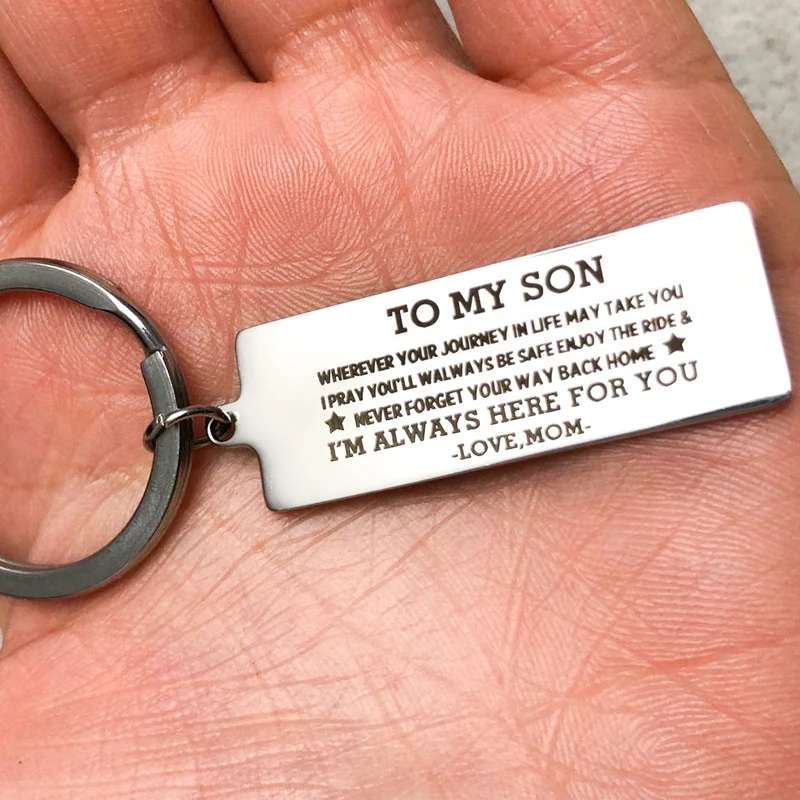 TO MY SON
WHEREVER YOUR JOURNEY IN LIFE MAY TAKE YOU
I PRAY YOU'LL WALWAYS BE SAFE ENJOY THE RIDE &
NEVER FORGET YOUR WAY BACK HOME
I'M ALWAYS HERE FOR YOU
-LOVE,MOM-